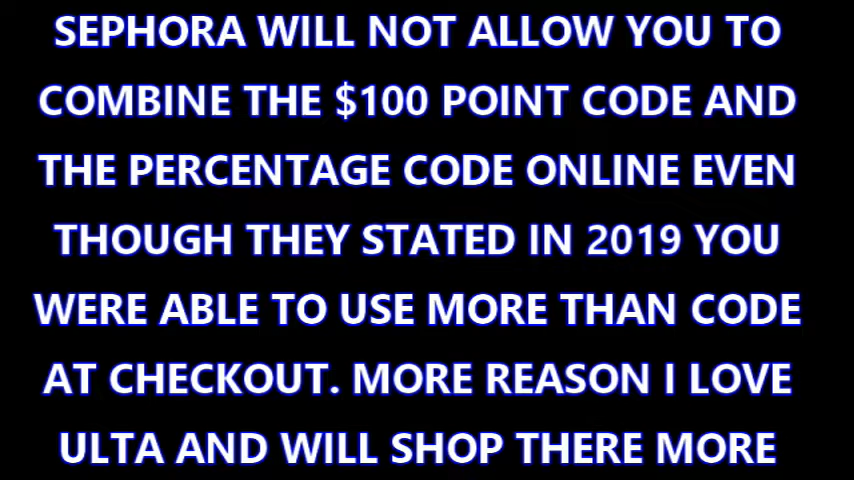 SEPHORA WILL NOT ALLOW YOU TO
COMBINE THE $100 POINT CODE AND
THE PERCENTAGE CODE ONLINE EVEN
THOUGH THEY STATED IN 2019 YOU
WERE ABLE TO USE MORE THAN CODE
AT CHECKOUT. MORE REASON I LOVE
ULTA AND WILL SHOP THERE MORE